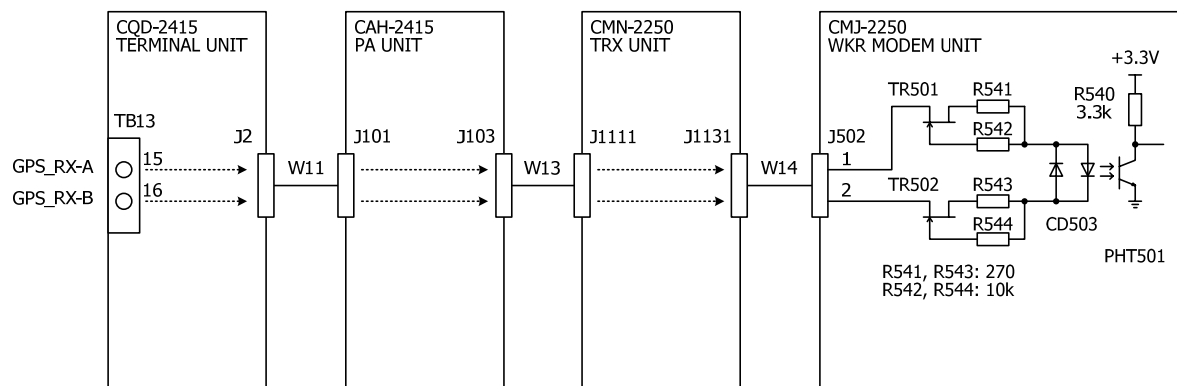 CQD-2415
TERMINAL UNIT
CAH-2415
PA UNIT
CMN-2250
TRX UNIT
CMJ-2250
WKR MODEM UNIT
+3.3V
TR501
R541
R540
3.3k
TB13
J2
J101
J103
J1111
J1131
J502
R542
GPS_RX-A
15
W11
W13
W14
1
GPS_RX-B
16
2
TR502
R543
R544
CD503
PHT501
R541, R543: 270
R542, R544: 10k